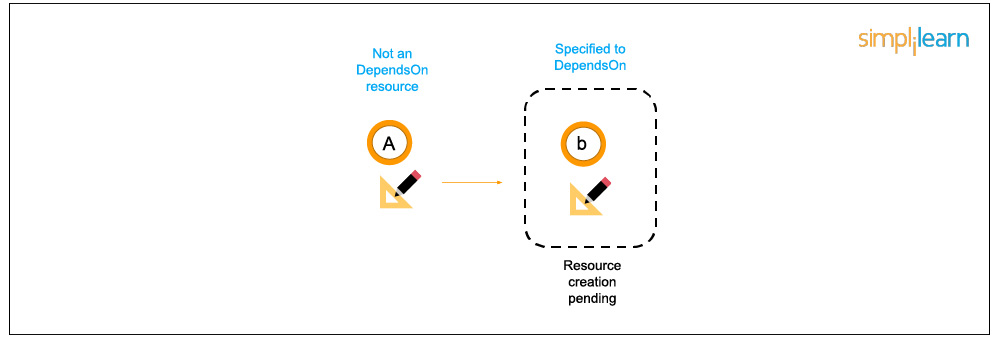 Not an
DependsOn
resource
Specified to
DependsOn
simplilearn
A
b
Resource
creation
pending